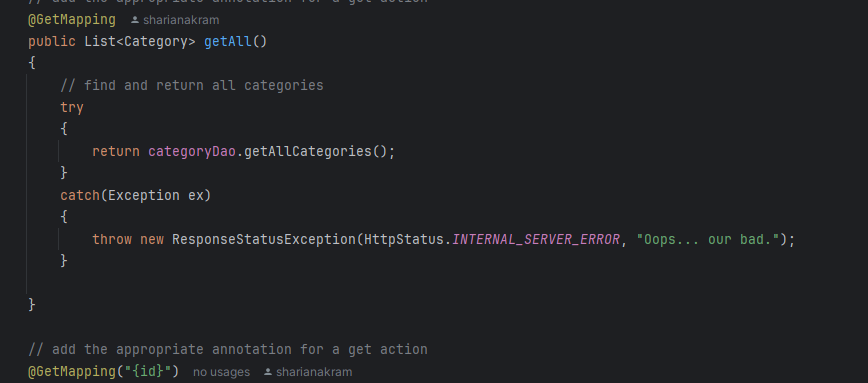 // add the appropriate annotation for a get action
@GetMapping sharianakram
public List<Category> getAll()
{
// find and return all categories
try
{
return categoryDao.getAllCategories();
}
catch(Exception ex)
{
throw new ResponseStatusException(HttpStatus.INTERNAL_SERVER_ERROR, "Oops... our bad.");
}
}
// add the appropriate annotation for a get action
@GetMapping("{id}") no usages sharianakram